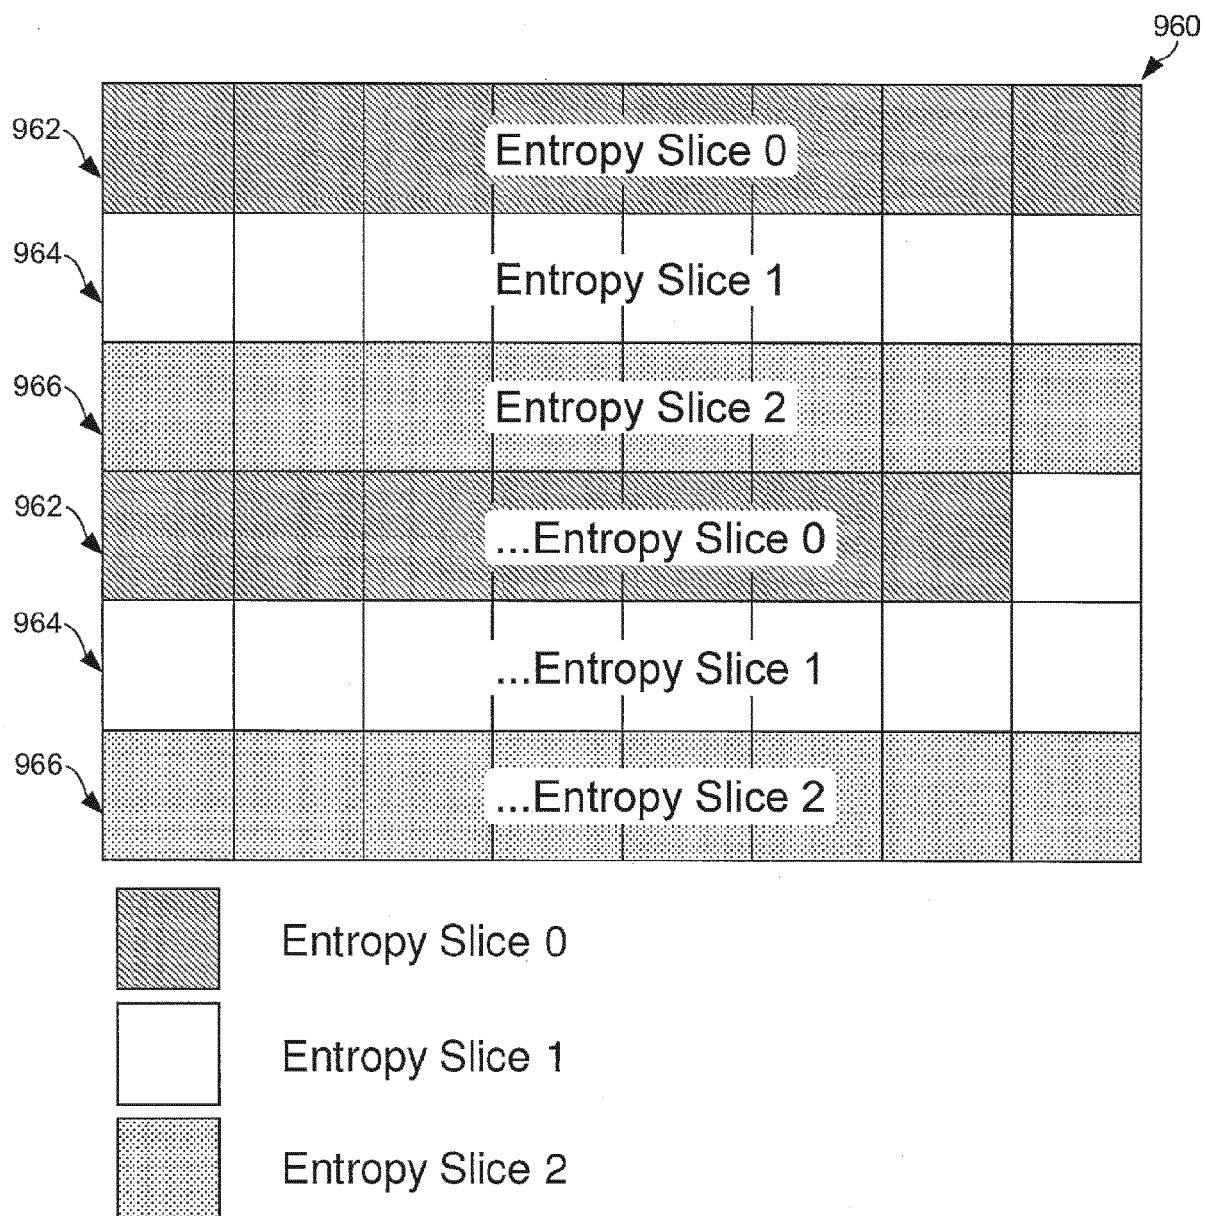 960
962
Entropy Slice 0
964
Entropy Slice 1
966
Entropy Slice 2
962
...Entropy Slice 0
964
...Entropy Slice 1
966
...Entropy Slice 2
Entropy Slice 0
Entropy Slice 1
Entropy Slice 2